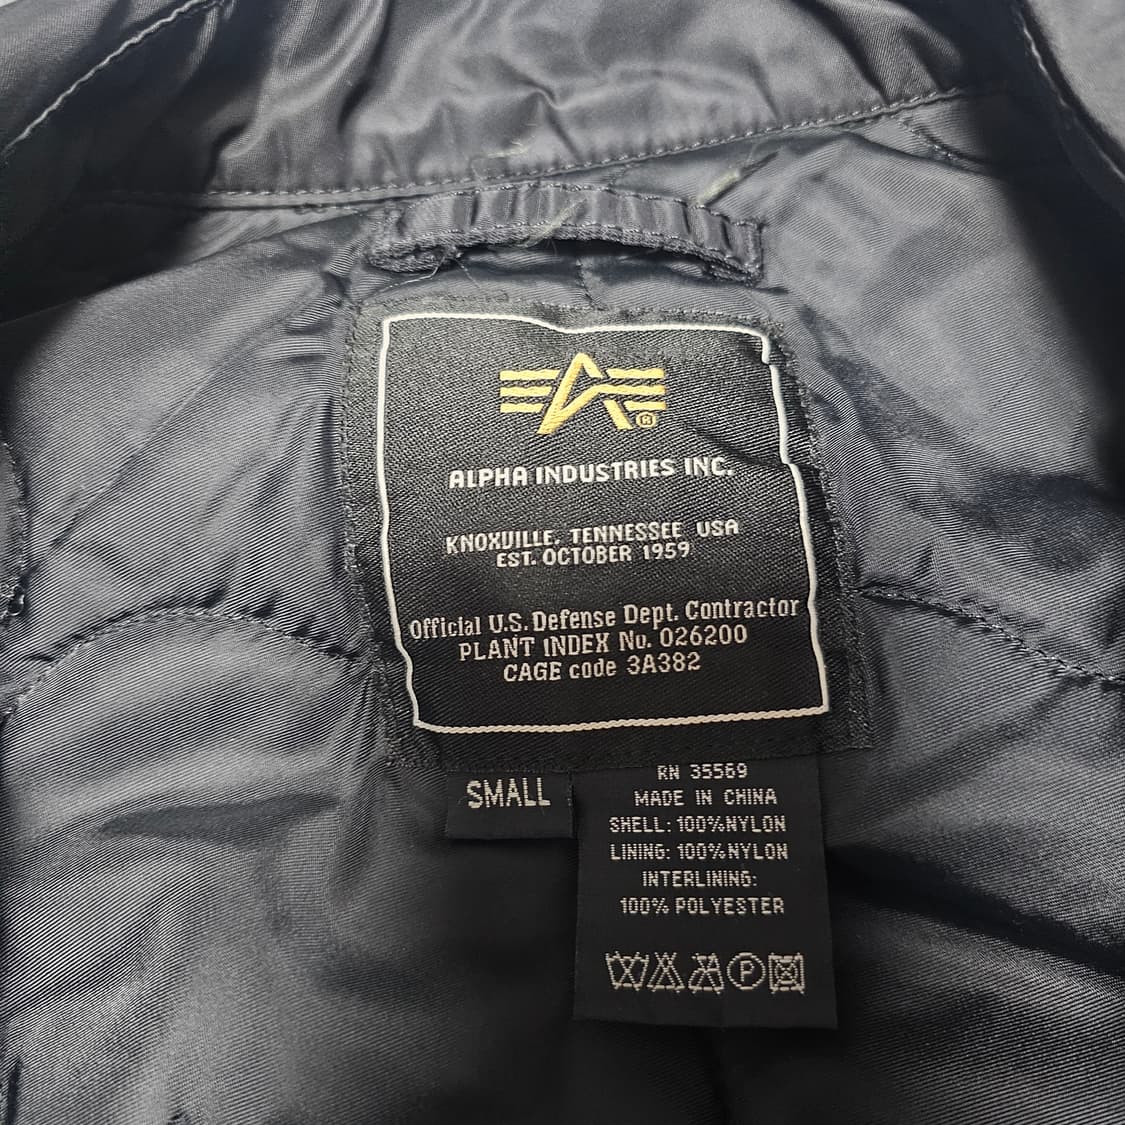 ALPHA INDUSTRIES INC.
KNOXVILLE, TENNESSEE USA
EST. OCTOBER 1959
Official U.S. Defense Dept. Contractor
PLANT INDEX No. 026200
CAGE code 3A382
SMALL
RN 35569
MADE IN CHINA
SHELL: 100%NYLON
LINING: 100%NYLON
INTERLINING:
100% POLYESTER
P